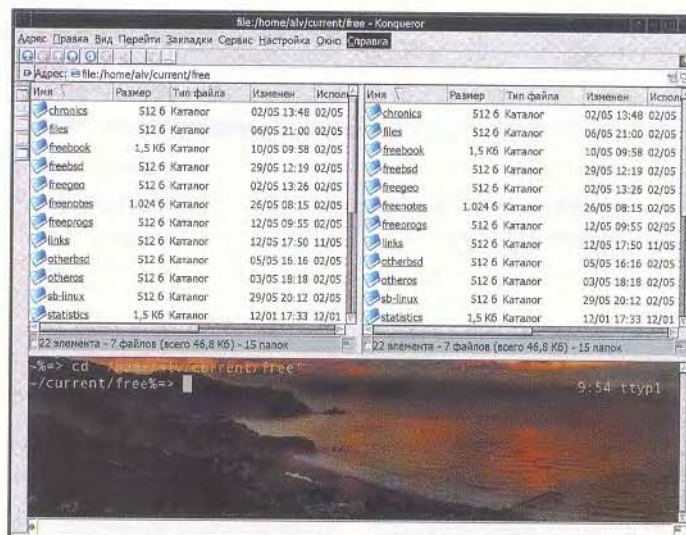 file:/home/alv/current/free - Konqueror
Адрес Правка Вид Перейти Закладки Сервис Настройка Окно Справка
Адрес: file:/home/alv/current/free
Имя Размер Тип файла Изменен Исполь
chronics 512 б Каталог 02/05 13:48 02/05
files 512 б Каталог 06/05 21:00 02/05
freebook 1,5 Кб Каталог 10/05 09:58 02/05
freebsd 512 б Каталог 29/05 12:19 02/05
freegeo 512 б Каталог 02/05 13:26 02/05
freenotes 1.024 б Каталог 26/05 08:15 02/05
freeprogs 512 б Каталог 12/05 09:55 02/05
links 512 б Каталог 12/05 17:50 11/05
otherbsd 512 б Каталог 05/05 16:16 02/05
otheros 512 б Каталог 03/05 18:18 02/05
sb-linux 512 б Каталог 29/05 20:12 02/05
statistics 1,5 Кб Каталог 12/01 17:33 12/01
22 элемента - 7 файлов (всего 46,8 Кб) - 15 папок
Имя Размер Тип файла Изменен Испол
chronics 512 б Каталог 02/05 13:48 02/05
files 512 б Каталог 06/05 21:00 02/05
freebook 1,5 Кб Каталог 10/05 09:58 02/05
freebsd 512 б Каталог 29/05 12:19 02/05
freegeo 512 б Каталог 02/05 13:26 02/05
freenotes 1.024 б Каталог 26/05 08:15 02/05
freeprogs 512 б Каталог 12/05 09:55 02/05
links 512 б Каталог 12/05 17:50 11/05
otherbsd 512 б Каталог 05/05 16:16 02/05
otheros 512 б Каталог 03/05 18:18 02/05
sb-linux 512 б Каталог 29/05 20:12 02/05
statistics 1,5 Кб Каталог 12/01 17:33 12/01
22 элемента - 7 файлов (всего 46,8 Кб) - 15 папок
~%=> cd '/home/alv/current/free'
~/current/free%=> 9:54 ttyp1